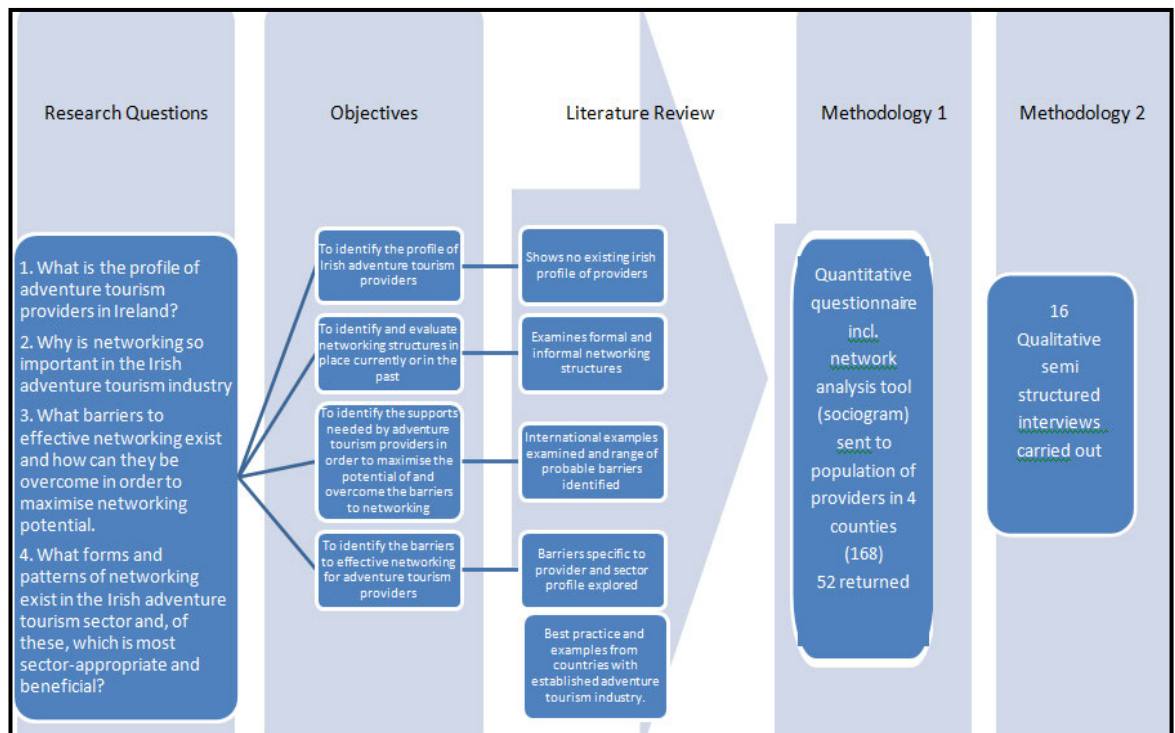 Research Questions
Objectives
Literature Review
Methodology 1
Methodology 2
1. What is the profile of
adventure tourism
providers in Ireland?
2. Why is networking so
important in the Irish
adventure tourism industry
3. What barriers to
effective networking exist
and how can they be
overcome in order to
maximise networking
potential.
4. What forms and
patterns of networking
exist in the Irish adventure
tourism sector and, of
these, which is most
sector-appropriate and
beneficial?
To identify the profile of
Irish adventure tourism
providers
To identify and evaluate
networking structures in
place currently or in the
past
To identify the supports
needed by adventure
tourism providers in
order to maximise the
potential of and
overcome the barriers
to networking
To identify the barriers
to effective networking
for adventure tourism
providers
Shows no existing irish
profile of providers
Examines formal and
informal networking
structures
International examples
examined and range of
probable barriers
identified
Barriers specific to
provider and sector
profile explored
Best practice and
examples from
countries with
established adventure
tourism industry.
Quantitative
questionnaire
incl.
network
analysis tool
(sociogram)
sent to
population of
providers in 4
counties
(168)
52 returned
16
Qualitative
semi
structured
interviews
carried out